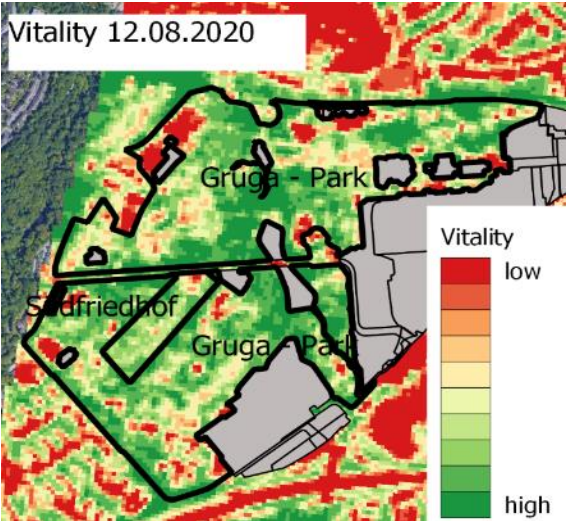 Vitality 12.08.2020
Gruga - Park
Südfriedhof
Gruga - Park
Vitality
low
high